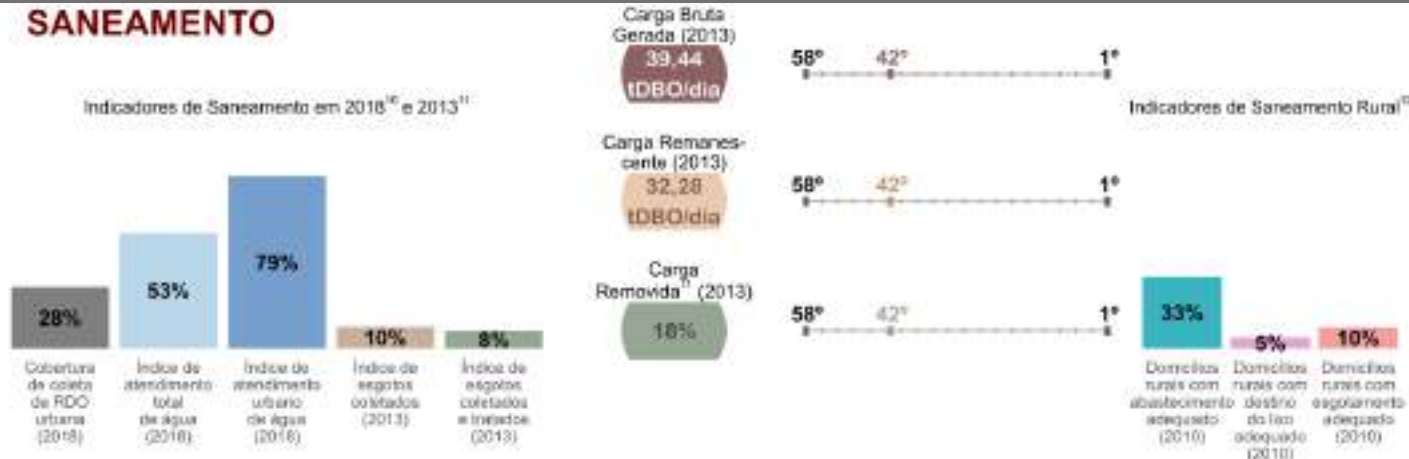 SANEAMENTO
Indicadores de Saneamento em 2018¹⁰ e 2013¹¹
28%
53%
79%
10%
8%
Cobertura
de coleta
de RDO
urbana
(2018)
Índice de
atendimento
total
de água
(2018)
Índice de
atendimento
urbano
de água
(2018)
Índice de
esgotos
coletados
(2013)
Índice de
esgotos
coletados
e tratados
(2013)
Carga Bruta
Gerada (2013)
39,44
tDBO/dia
58º 42º 1º
Carga Remanes-
cente (2013)
32,28
tDBO/dia
58º 42º 1º
Carga
Removida¹¹ (2013)
18%
58º 42º 1º
Indicadores de Saneamento Rural
33%
5%
10%
Domicílios
rurais com
abastecimento
adequado
(2010)
Domicílios
rurais com
destino
do lixo
adequado
(2010)
Domicílios
rurais com
esgotamento
adequado
(2010)